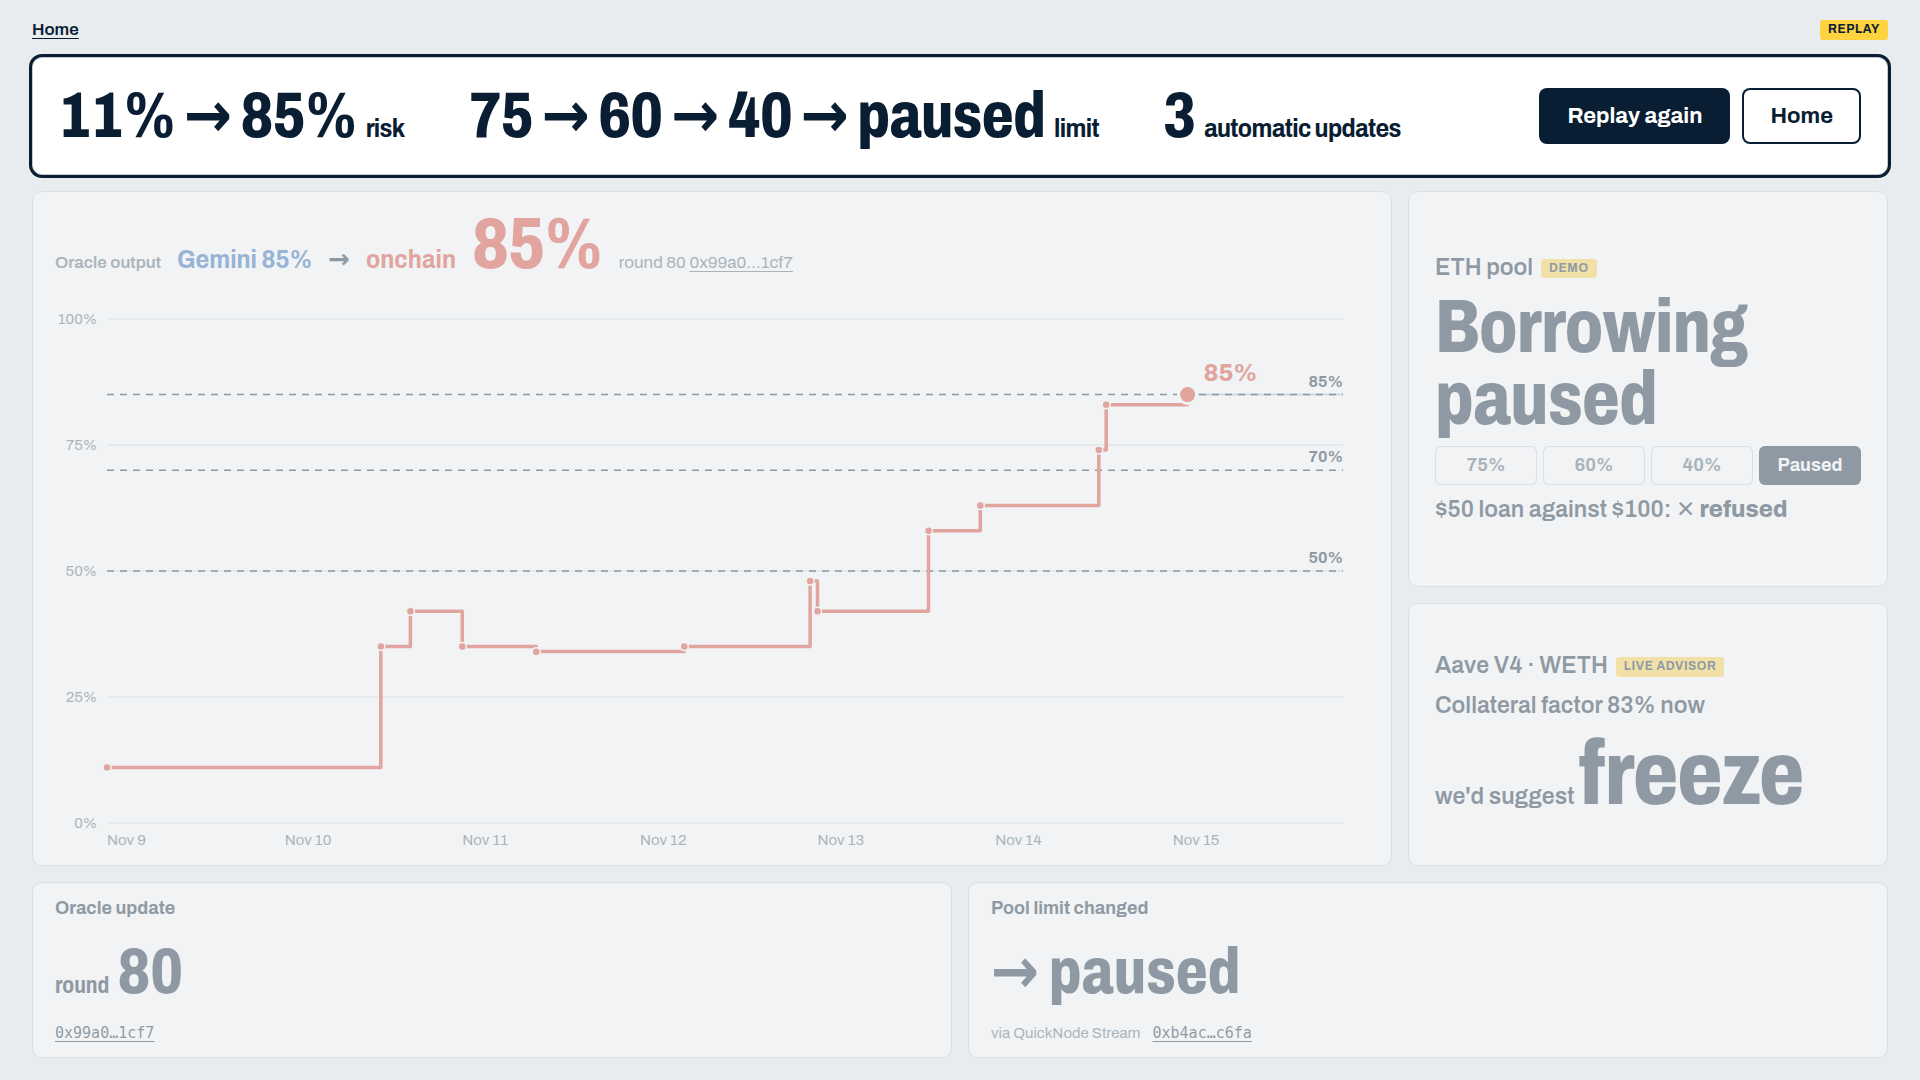 Home
REPLAY
11% → 85% risk 75 → 60 → 40 → paused limit 3 automatic updates Replay again Home
Oracle output Gemini 85% → onchain 85% round 80 0x99a0…1cf7
100%
85%
85%
75%
70%
50%
50%
25%
0%
Nov 9 Nov 10 Nov 11 Nov 12 Nov 13 Nov 14 Nov 15
ETH pool DEMO
Borrowing
paused
75% 60% 40% Paused
$50 loan against $100: ✕ refused
Aave V4 · WETH LIVE ADVISOR
Collateral factor 83% now
we'd suggest freeze
Oracle update
round 80
0x99a0…1cf7
Pool limit changed
→ paused
via QuickNode Stream 0xb4ac…c6fa